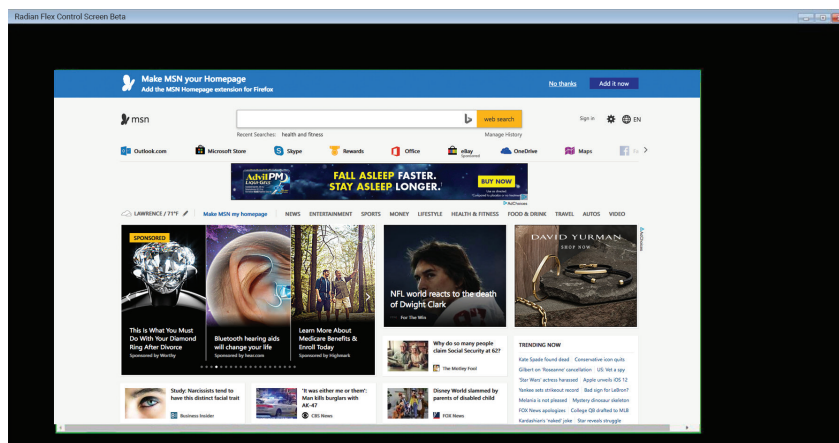 Radian Flex Control Screen Beta
Make MSN your Homepage
Add the MSN Homepage extension for Firefox
No thanks
Add it now
msn
web search
Sign in
EN
Recent Searches: health and fitness
Manage History
Outlook.com
Microsoft Store
Skype
Rewards
Office
eBay
Sponsored
OneDrive
Maps
Advil PM
LIQUI-GELS
FALL ASLEEP FASTER.
STAY ASLEEP LONGER.
BUY NOW
AdChoices
LAWRENCE / 71°F
Make MSN my homepage
NEWS ENTERTAINMENT SPORTS MONEY LIFESTYLE HEALTH & FITNESS FOOD & DRINK TRAVEL AUTOS VIDEO
SPONSORED
This Is What You Must
Do With Your Diamond
Ring After Divorce
Sponsored by Worthy
Bluetooth hearing aids
will change your life
Sponsored by hear.com
Learn More About
Medicare Benefits &
Enroll Today
Sponsored by Highmark
NFL world reacts to the death
of Dwight Clark
For The Win
DAVID YURMAN
SHOP NOW
AdChoices
Why do so many people
claim Social Security at 62?
The Motley Fool
TRENDING NOW
Kate Spade found dead Conservative icon quits
Gilbert on 'Roseanne' cancellation US: Vet a spy
'Star Wars' actress harassed Apple unveils iOS 12
Yankee sets strikeout record Bad sign for LeBron?
Melania is not pleased Mystery dinosaur skeleton
FOX News apologizes College QB drafted to MLB
Kardashian's 'naked' joke Star reveals struggle
Study: Narcissists tend to
have this distinct facial trait
Business Insider
'It was either me or them':
Man kills burglars with
AK-47
CBS News
Disney World slammed by
parents of disabled child
FOX News